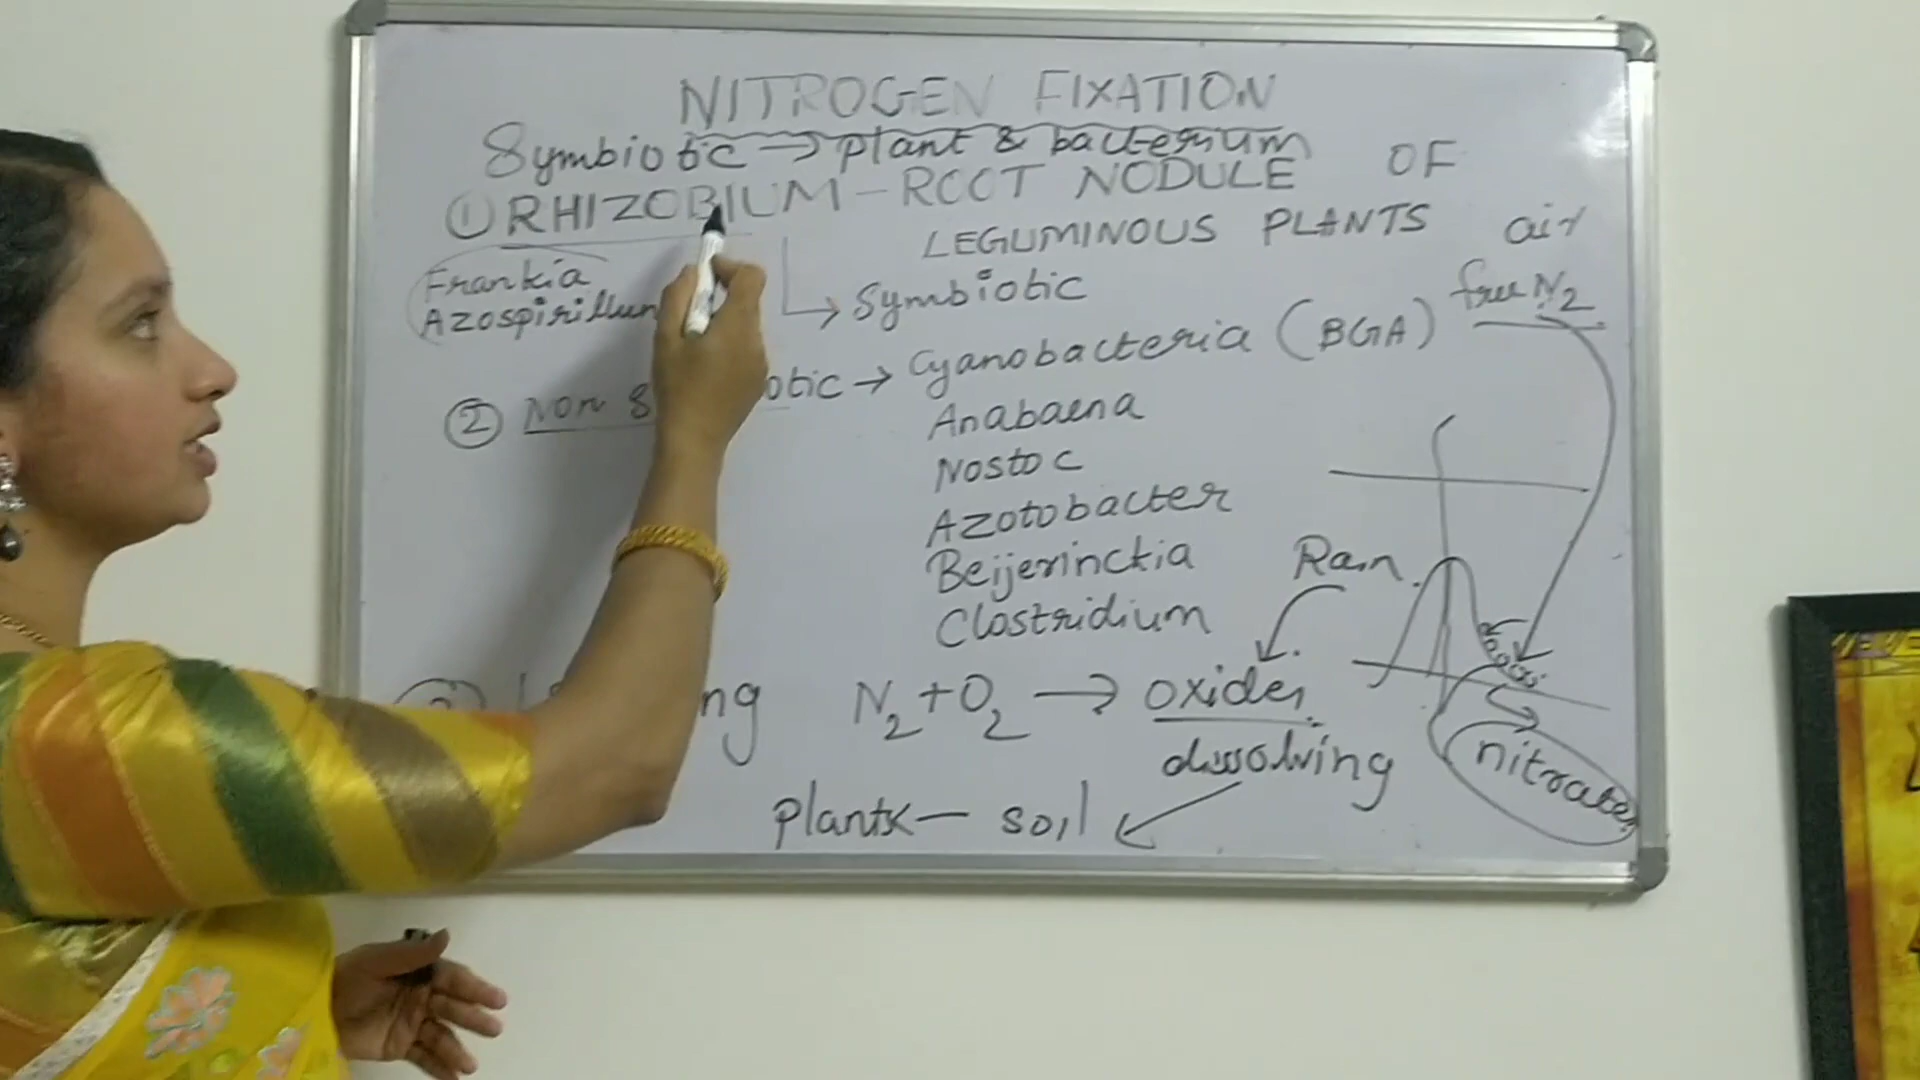 NITROGEN FIXATION
Symbiotic → plant & bacterium
① RHIZOBIUM - ROOT NODULE OF
LEGUMINOUS PLANTS
air
free N2
Frankia
Azospirillum
→ Symbiotic
② Non S otic → Cyanobacteria (BGA)
Anabaena
Nostoc
Azotobacter
Beijerinckia
Clostridium
Rain
ng N2 + O2 → oxides
dissolving
nitrates
plants - soil